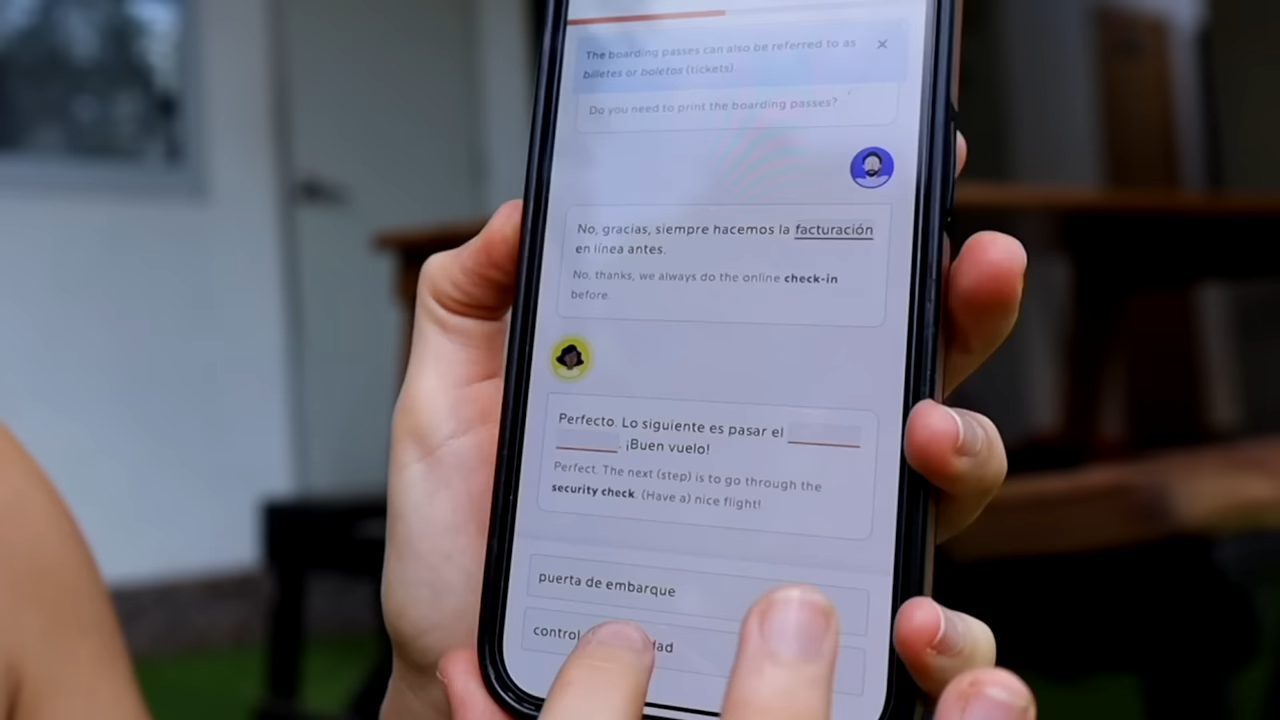 The boarding passes can also be referred to as
billetes or boletos (tickets).
Do you need to print the boarding passes?
No, gracias, siempre hacemos la facturación
en línea antes.
No, thanks, we always do the online check-in
before.
Perfecto. Lo siguiente es pasar el
¡Buen vuelo!
Perfect. The next (step) is to go through the
security check. (Have a) nice flight!
puerta de embarque
control